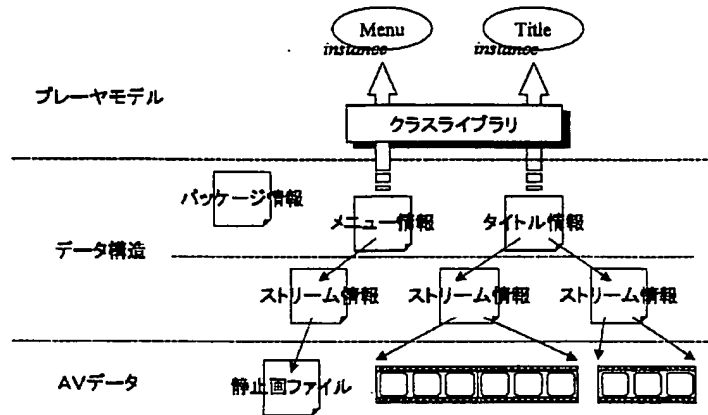 Menu
Title
instance
instance
プレーヤモデル
クラスライブラリ
パッケージ情報
メニュー情報
タイトル情報
データ構造
ストリーム情報
ストリーム情報
ストリーム情報
AVデータ
静止画ファイル